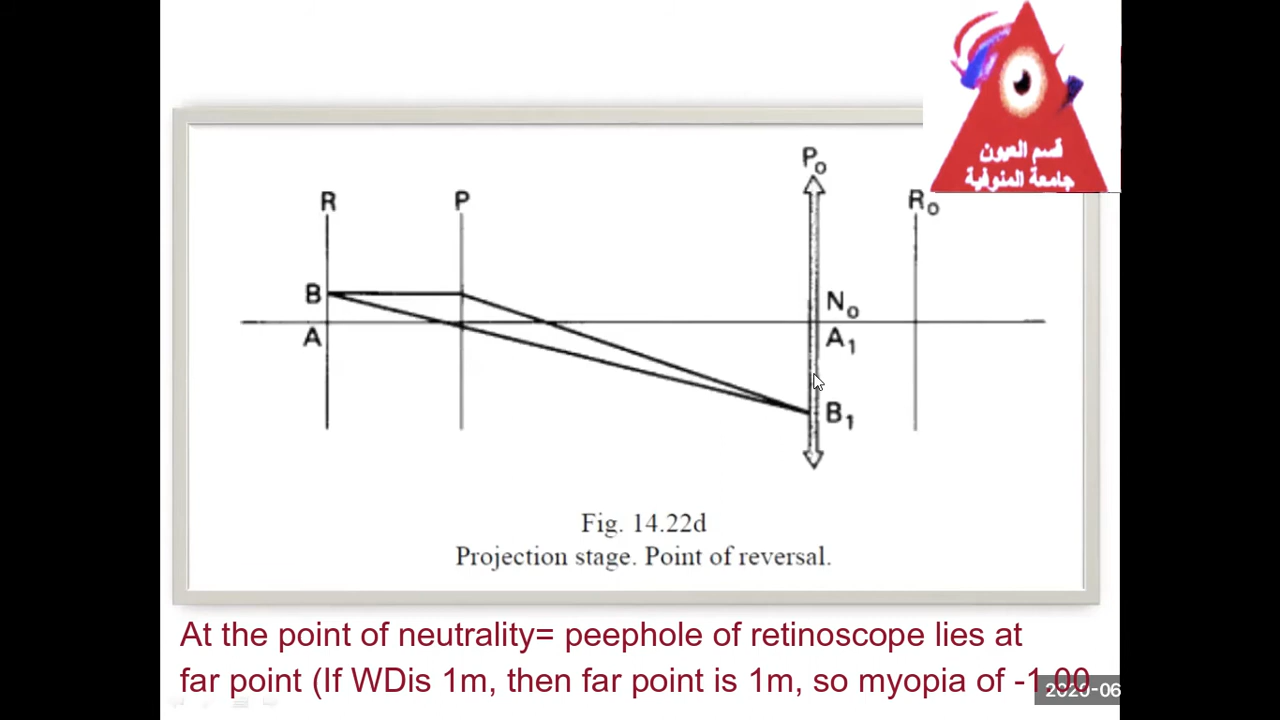 قسم العيون
جامعة المنوفية
P₀
R P R₀
B N₀
A A₁
B₁
Fig. 14.22d
Projection stage. Point of reversal.
At the point of neutrality= peephole of retinoscope lies at
far point (If WDis 1m, then far point is 1m, so myopia of -1.00
2020-06